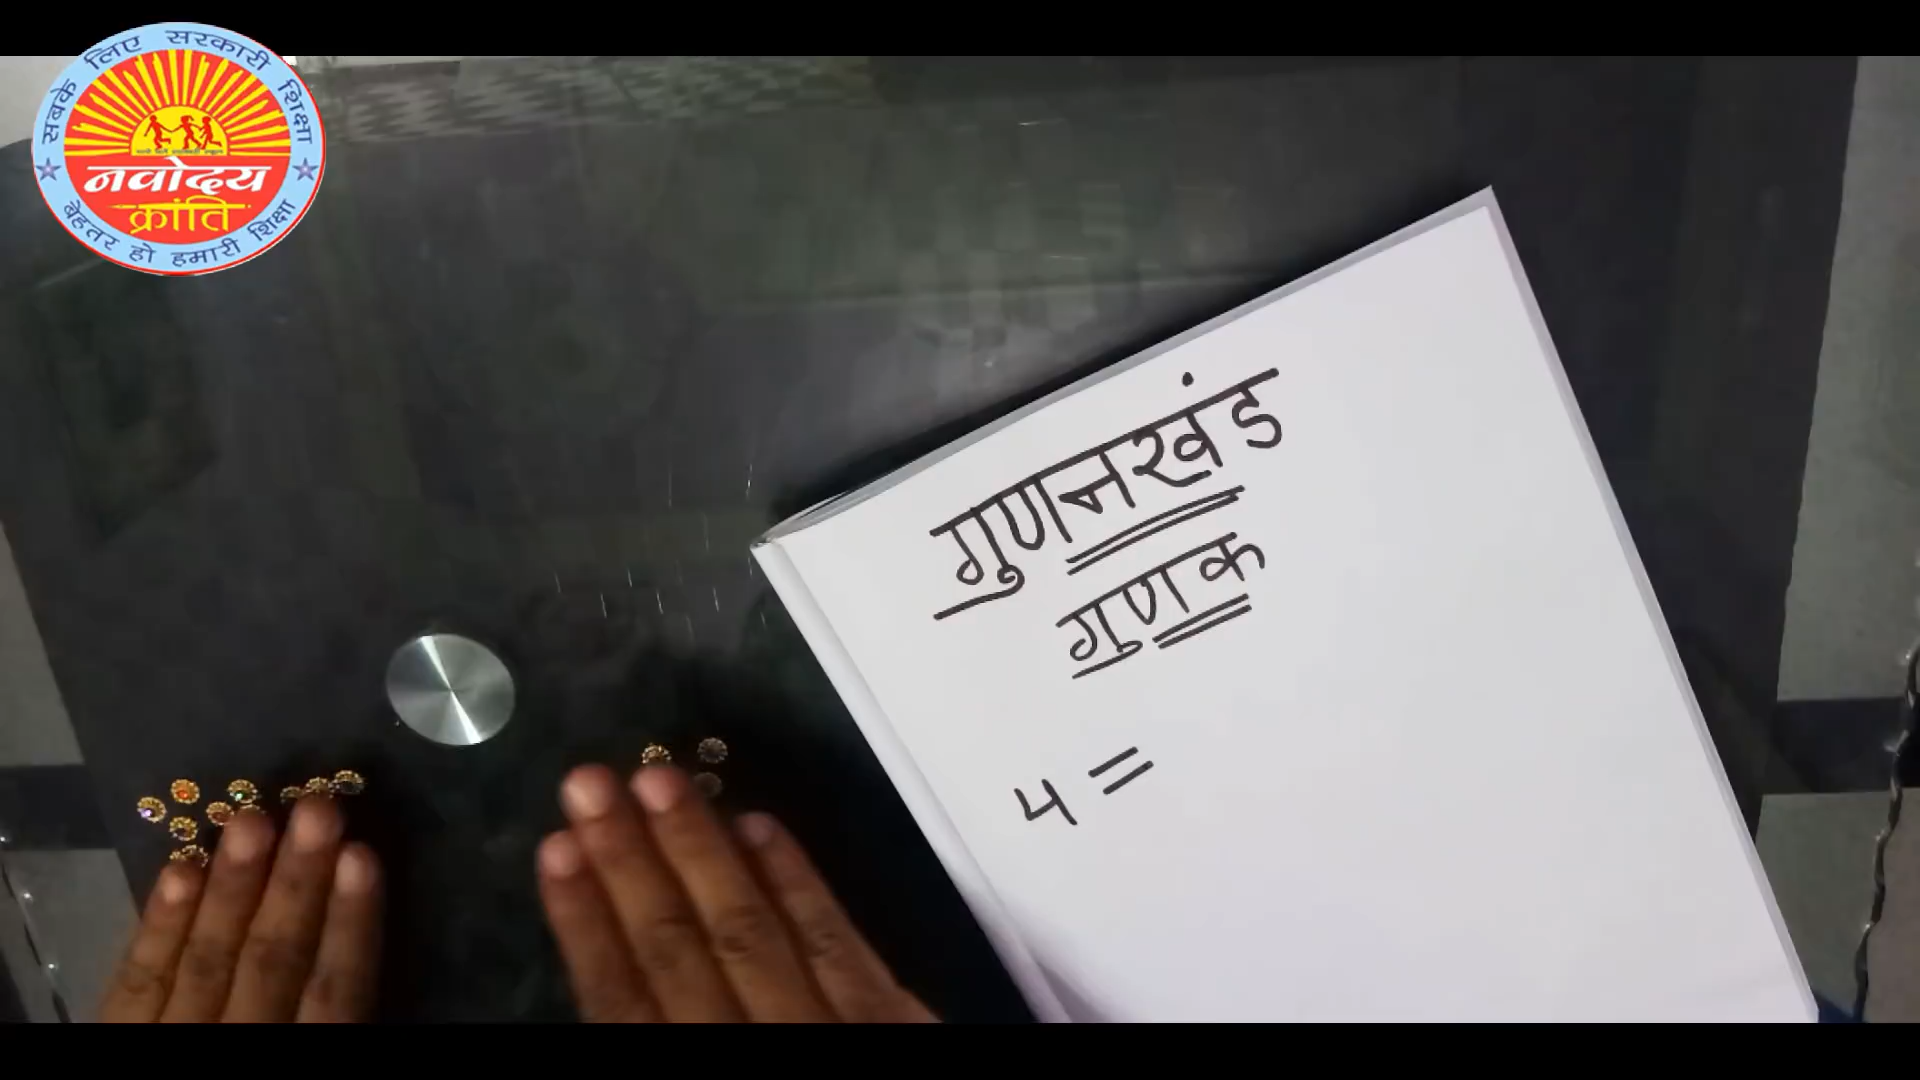 सबके लिए सरकारी शिक्षा
नवोदय
क्रांति
बेहतर हो हमारी शिक्षा
गुणनखंड
गुणक
4 =